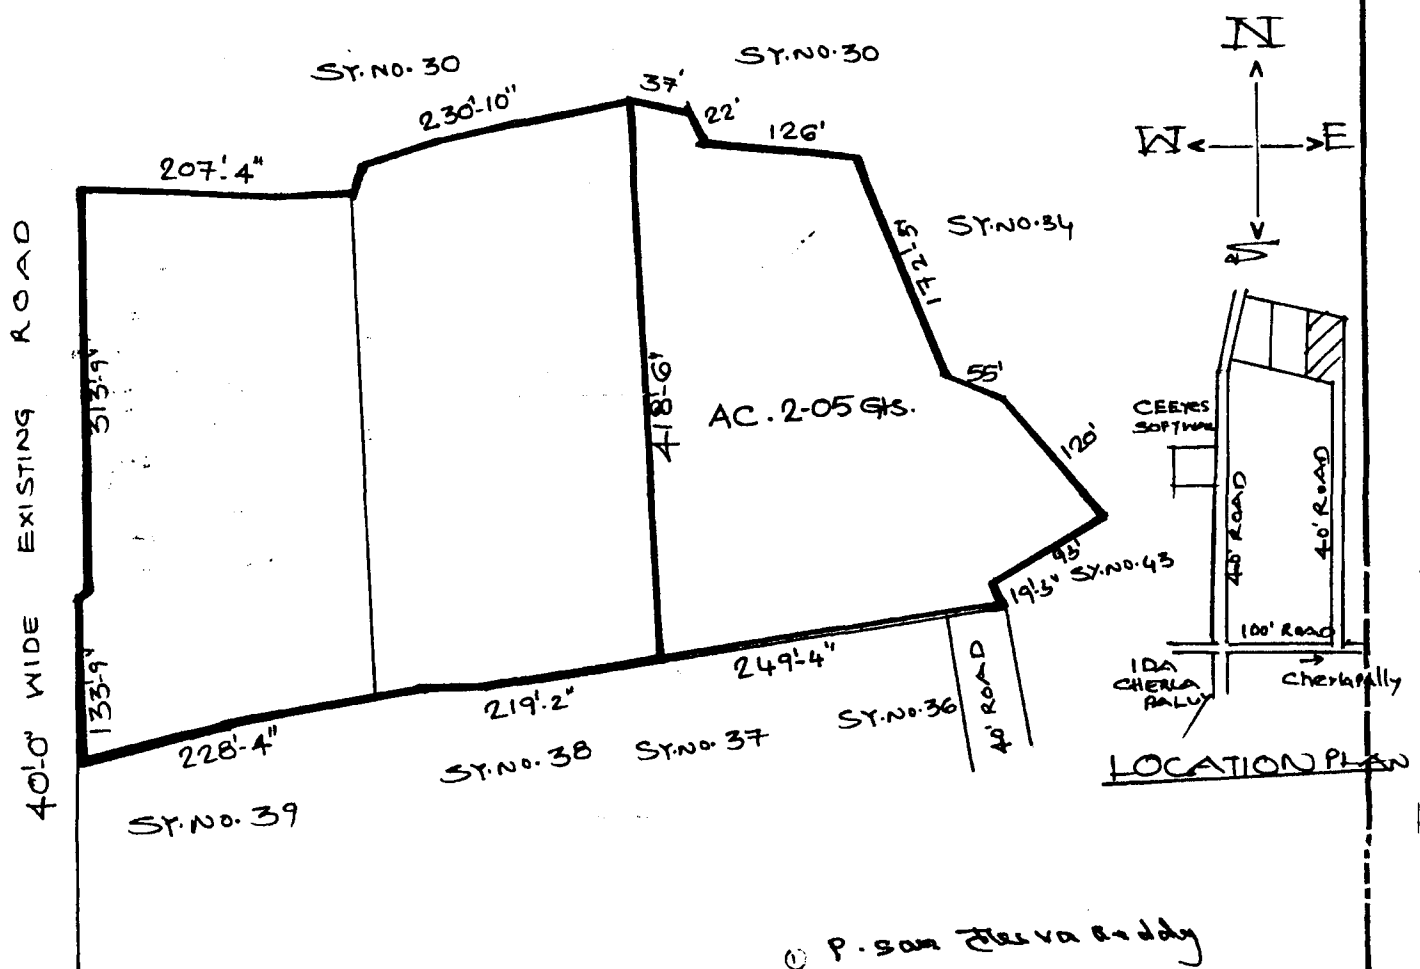 SY.NO. 30
SY.NO.30
37'
22'
230'-10"
126'
207'-4"
N
W
E
S
SY.NO.34
172'-5"
40'-0" WIDE EXISTING ROAD
313'-9"
418'-6"
55'
AC. 2-05 Gts.
120'
93'
SY.NO.43
19'-3"
133'-9"
249'-4"
219'-2"
228'-4"
SY.NO.36
40' ROAD
SY.NO. 37
SY.NO. 38
SY.NO. 39
CEEYES
SOFTWAR
40' ROAD
40' ROAD
100' ROAD
IDA
CHERLA
PALLY
Cherlapally
LOCATION PLAN
① P.